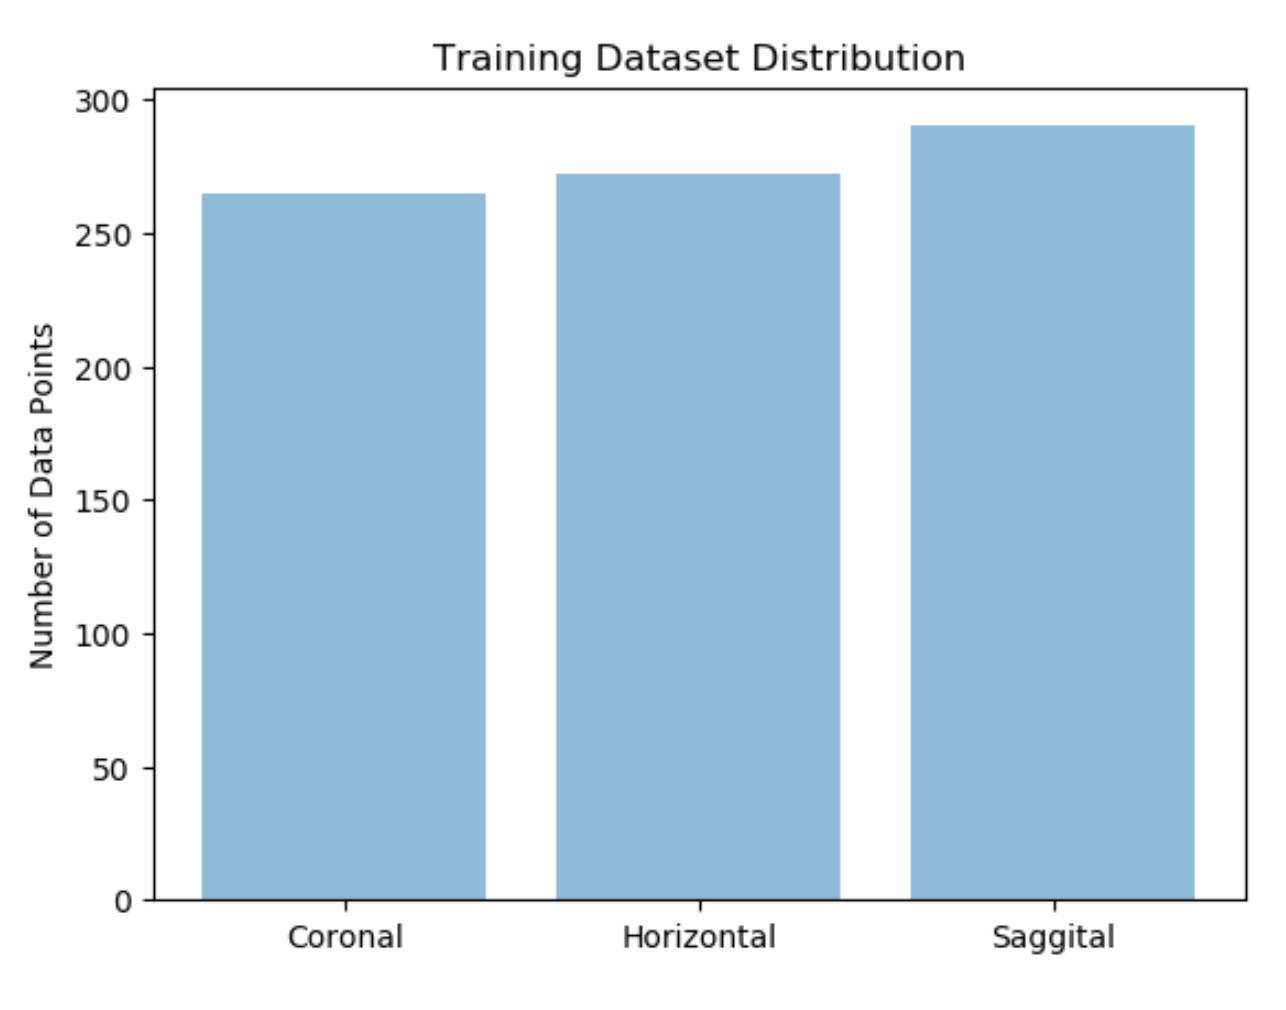 Training Dataset Distribution
Number of Data Points
300
250
200
150
100
50
0
Coronal
Horizontal
Saggital